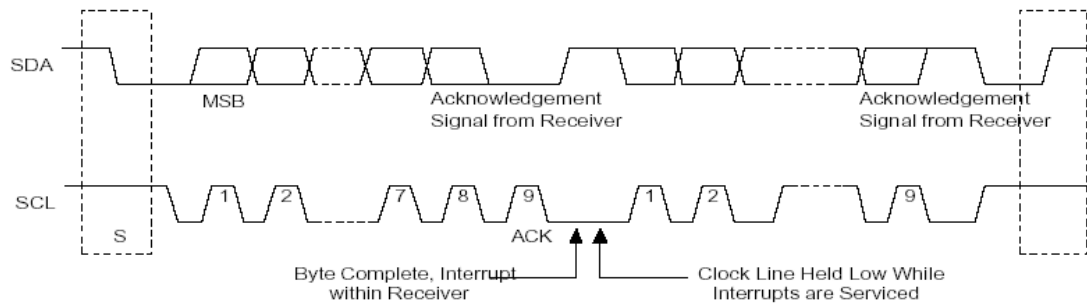 SDA
MSB
Acknowledgement
Signal from Receiver
Acknowledgement
Signal from Receiver
SCL
1 2 7 8 9 1 2 9
S
ACK
Byte Complete, Interrupt
within Receiver
Clock Line Held Low While
Interrupts are Serviced